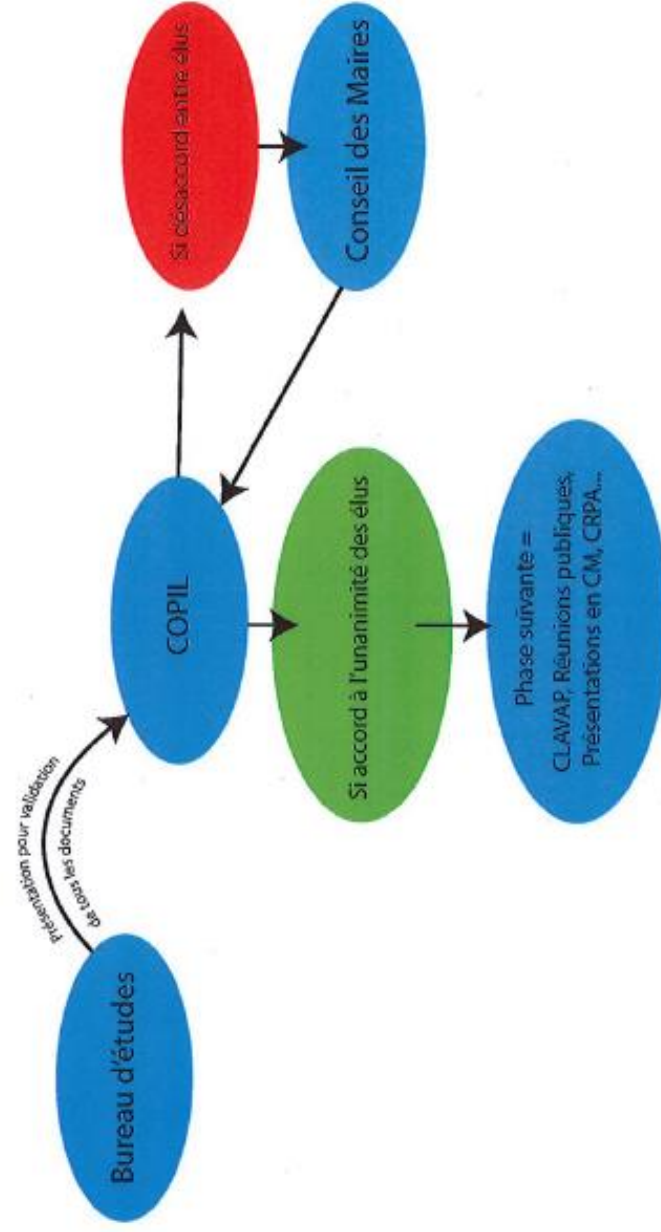 Bureau d'études
Présentation pour validation
de tous les documents
COPIL
Si désaccord entre élus
Conseil des Maires
Si accord à l'unanimité des élus
Phase suivante =
CLAVAP, Réunions publiques,
Présentations en CM, CRPA...